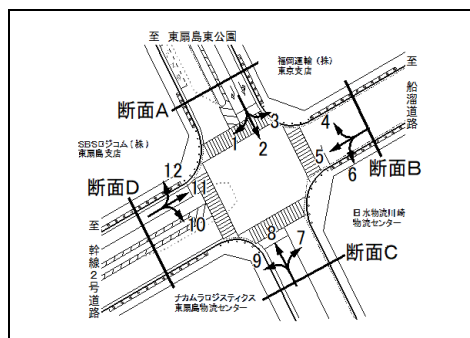 至 東扇島東公園
福岡運輸(株)
東京支店
至
船溜道路
断面A
3
1
2
4
5
6
断面B
SBSロジコム(株)
東扇島支店
12
11
10
断面D
日水物流川崎
物流センター
8
7
9
断面C
至
幹線2号道路
ナカムラロジスティクス
東扇島物流センター